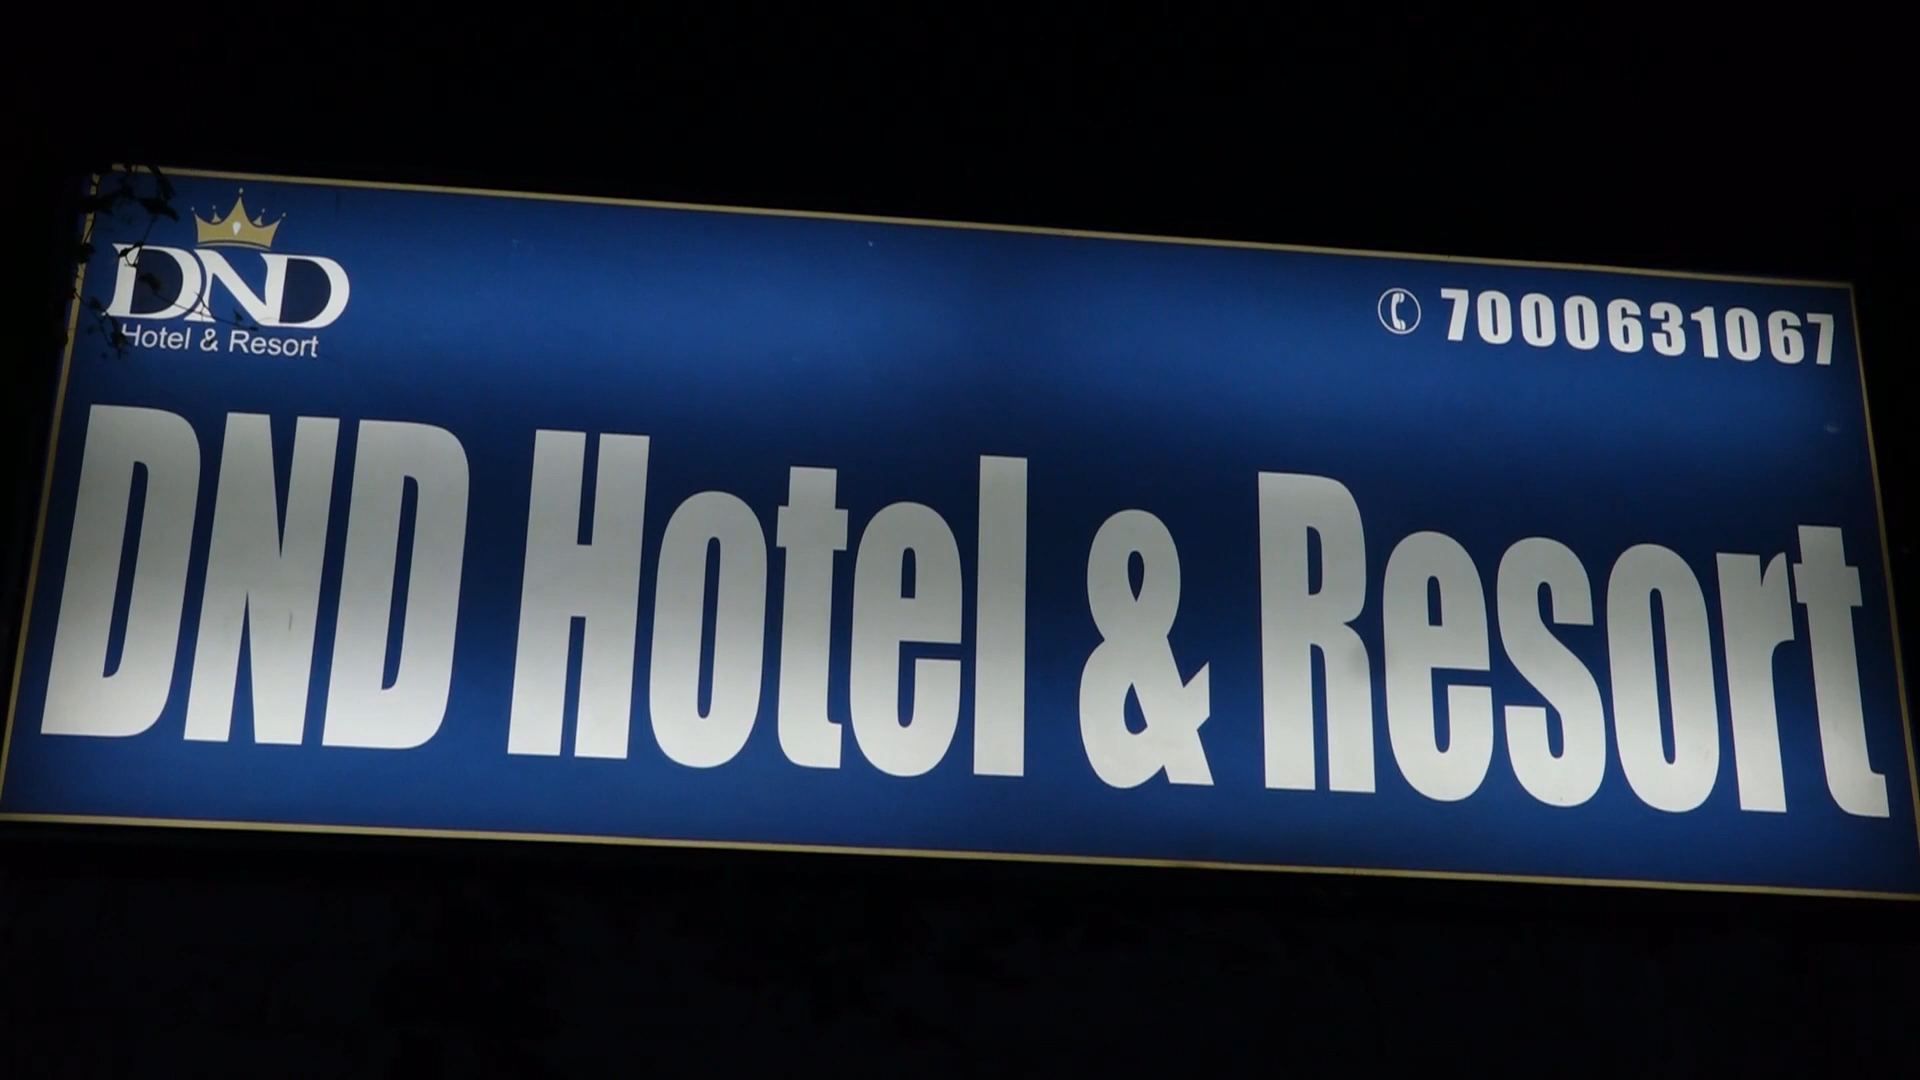 DND
Hotel & Resort
7000631067
DND Hotel & Resort